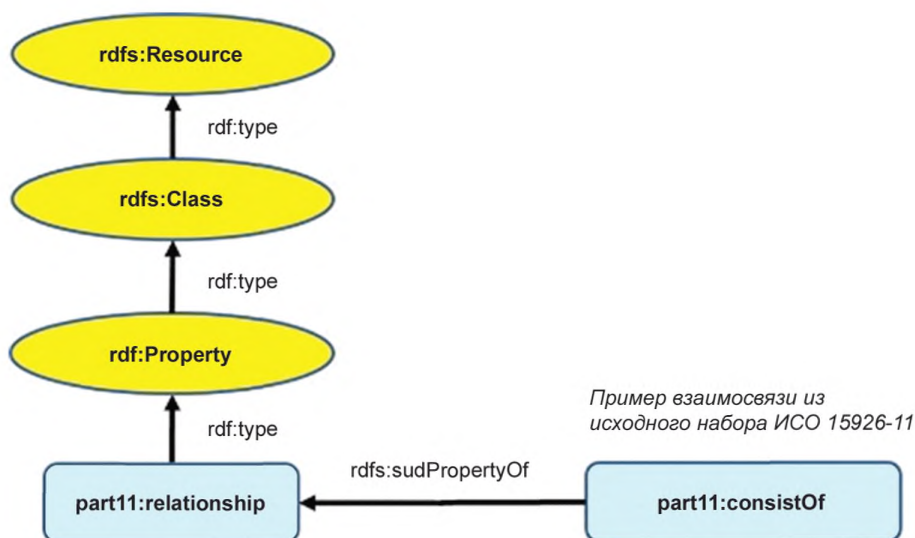 rdfs:Resource
rdf:type
rdfs:Class
rdf:type
rdf:Property
Пример взаимосвязи из
исходного набора ИСО 15926-11
rdf:type
rdfs:sudPropertyOf
part11:relationship
part11:consistOf